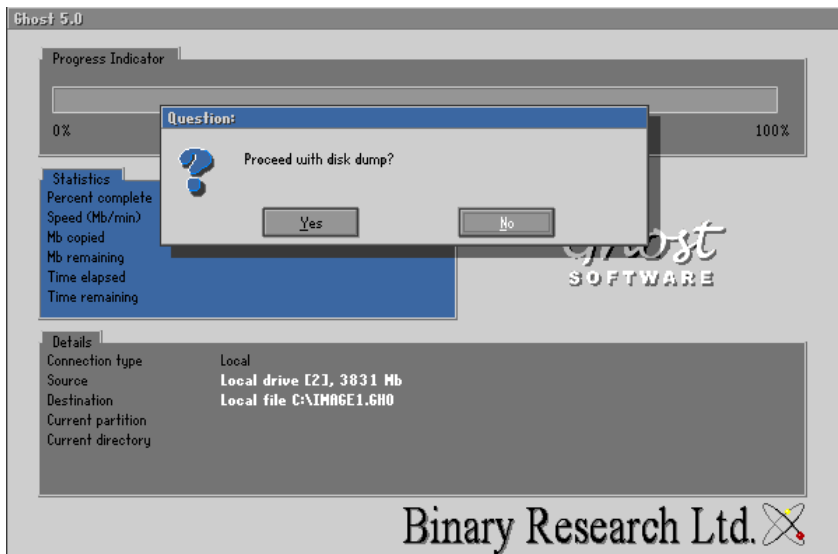 Ghost 5.0
Progress Indicator
0%
100%
Question:
Proceed with disk dump?
Yes
No
Statistics
Percent complete
Speed (Mb/min)
Mb copied
Mb remaining
Time elapsed
Time remaining
Ghost
SOFTWARE
Details
Connection type Local
Source Local drive [2], 3831 Mb
Destination Local file C:\IMAGE1.GHO
Current partition
Current directory
Binary Research Ltd.